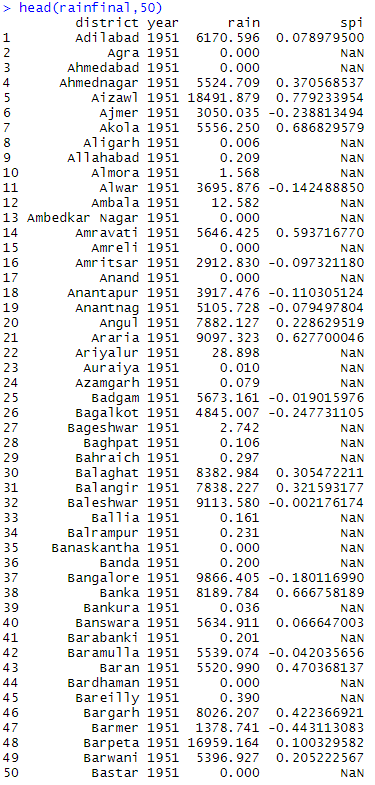 > head(rainfinal,50)
district year rain spi
1 Adilabad 1951 6170.596 0.078979500
2 Agra 1951 0.000 NaN
3 Ahmedabad 1951 0.000 NaN
4 Ahmednagar 1951 5524.709 0.370568537
5 Aizawl 1951 18491.879 0.779233954
6 Ajmer 1951 3050.035 -0.238813494
7 Akola 1951 5556.250 0.686829579
8 Aligarh 1951 0.006 NaN
9 Allahabad 1951 0.209 NaN
10 Almora 1951 1.568 NaN
11 Alwar 1951 3695.876 -0.142488850
12 Ambala 1951 12.582 NaN
13 Ambedkar Nagar 1951 0.000 NaN
14 Amravati 1951 5646.425 0.593716770
15 Amreli 1951 0.000 NaN
16 Amritsar 1951 2912.830 -0.097321180
17 Anand 1951 0.000 NaN
18 Anantapur 1951 3917.476 -0.110305124
19 Anantnag 1951 5105.728 -0.079497804
20 Angul 1951 7882.127 0.228629519
21 Araria 1951 9097.323 0.627700046
22 Ariyalur 1951 28.898 NaN
23 Auraiya 1951 0.010 NaN
24 Azamgarh 1951 0.079 NaN
25 Badgam 1951 5673.161 -0.019015976
26 Bagalkot 1951 4845.007 -0.247731105
27 Bageshwar 1951 2.742 NaN
28 Baghpat 1951 0.106 NaN
29 Bahraich 1951 0.297 NaN
30 Balaghat 1951 8382.984 0.305472211
31 Balangir 1951 7838.227 0.321593177
32 Baleshwar 1951 9113.580 -0.002176174
33 Ballia 1951 0.161 NaN
34 Balrampur 1951 0.231 NaN
35 Banaskantha 1951 0.000 NaN
36 Banda 1951 0.200 NaN
37 Bangalore 1951 9866.405 -0.180116990
38 Banka 1951 8189.784 0.666758189
39 Bankura 1951 0.036 NaN
40 Banswara 1951 5634.911 0.066647003
41 Barabanki 1951 0.201 NaN
42 Baramulla 1951 5539.074 -0.042035656
43 Baran 1951 5520.990 0.470368137
44 Bardhaman 1951 0.000 NaN
45 Bareilly 1951 0.390 NaN
46 Bargarh 1951 8026.207 0.422366921
47 Barmer 1951 1378.741 -0.443113083
48 Barpeta 1951 16959.164 0.100329582
49 Barwani 1951 5396.927 0.205222567
50 Bastar 1951 0.000 NaN